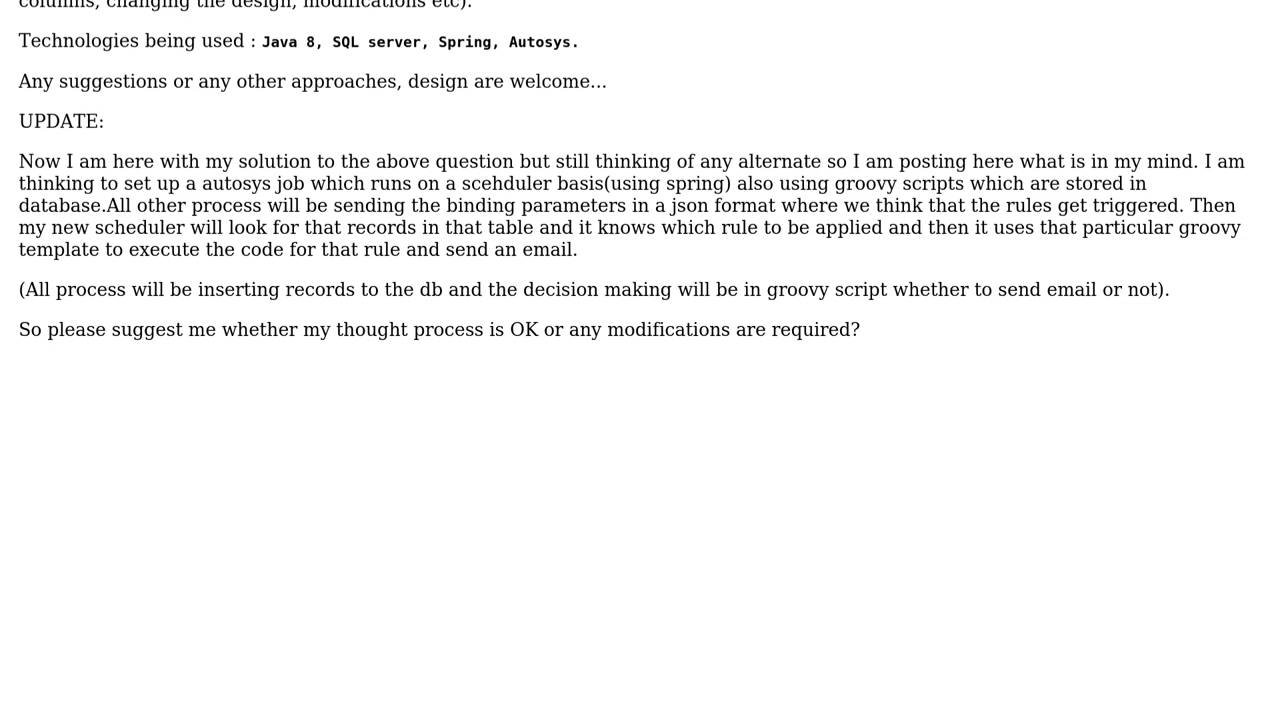 columns, changing the design, modifications etc).
Technologies being used : Java 8, SQL server, Spring, Autosys.
Any suggestions or any other approaches, design are welcome...
UPDATE:
Now I am here with my solution to the above question but still thinking of any alternate so I am posting here what is in my mind. I am
thinking to set up a autosys job which runs on a scehduler basis(using spring) also using groovy scripts which are stored in
database.All other process will be sending the binding parameters in a json format where we think that the rules get triggered. Then
my new scheduler will look for that records in that table and it knows which rule to be applied and then it uses that particular groovy
template to execute the code for that rule and send an email.
(All process will be inserting records to the db and the decision making will be in groovy script whether to send email or not).
So please suggest me whether my thought process is OK or any modifications are required?